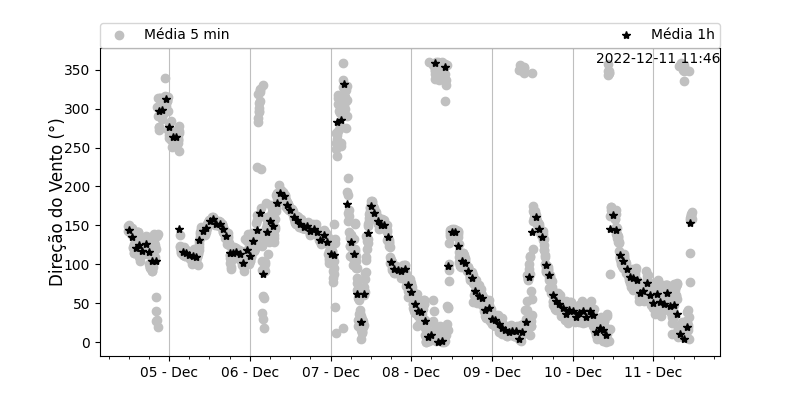 Média 5 min
Média 1h
2022-12-11 11:46
Direção do Vento (°)
350
300
250
200
150
100
50
0
05 - Dec
06 - Dec
07 - Dec
08 - Dec
09 - Dec
10 - Dec
11 - Dec